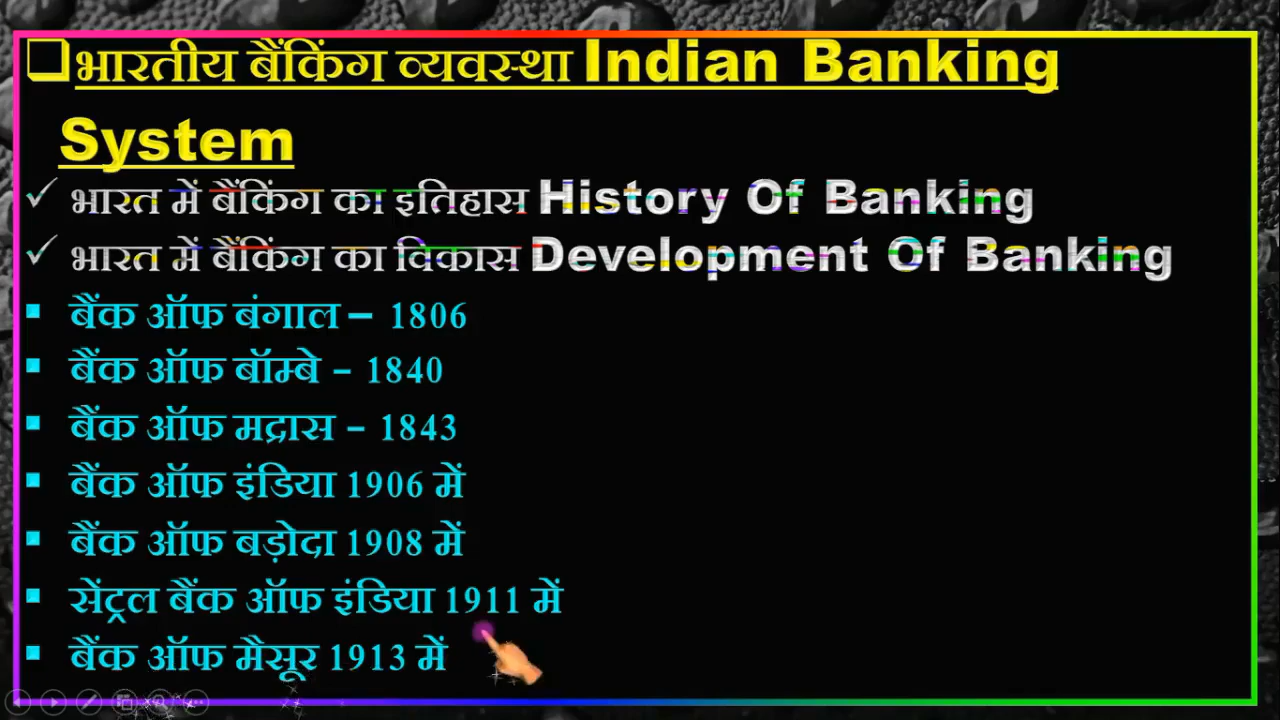 भारतीय बैंकिंग व्यवस्था Indian Banking
System
भारत में बैंकिंग का इतिहास History Of Banking
भारत में बैंकिंग का विकास Development Of Banking
बैंक ऑफ बंगाल – 1806
बैंक ऑफ बॉम्बे – 1840
बैंक ऑफ मद्रास – 1843
बैंक ऑफ इंडिया 1906 में
बैंक ऑफ बड़ोदा 1908 में
सेंट्रल बैंक ऑफ इंडिया 1911 में
बैंक ऑफ मैसूर 1913 में